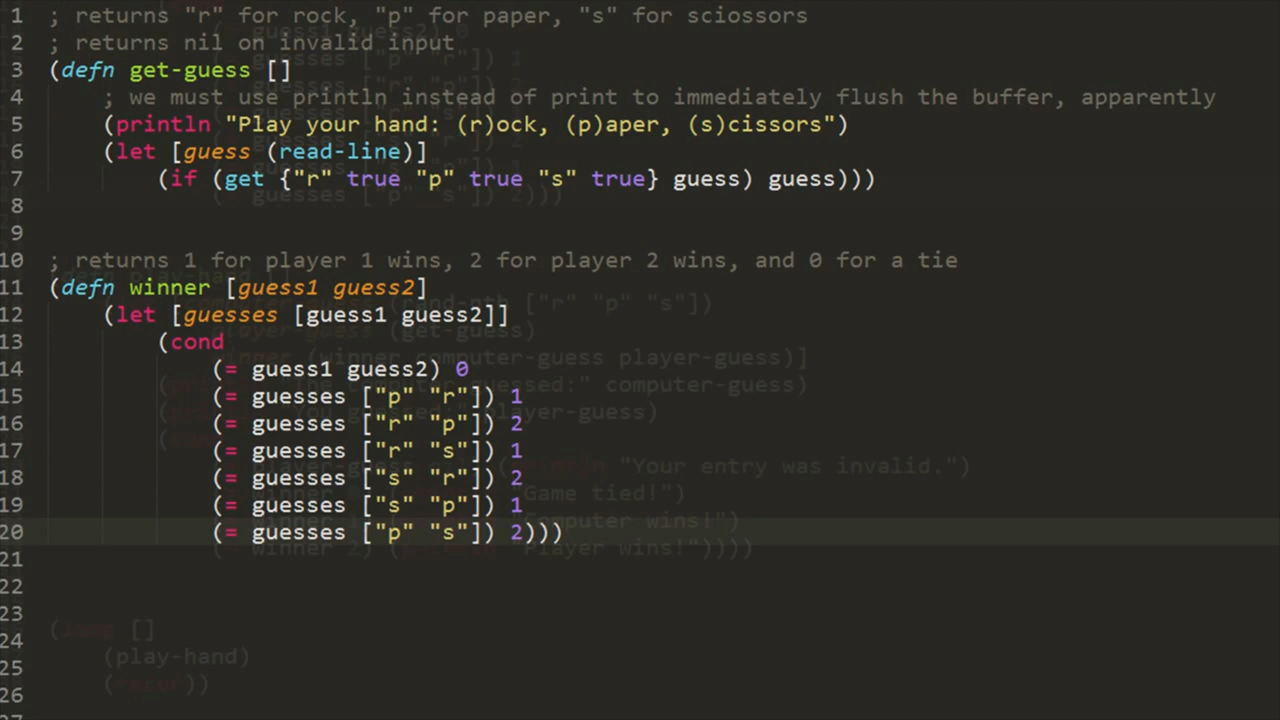 1 ; returns "r" for rock, "p" for paper, "s" for sciossors
2 ; returns nil on invalid input
3 (defn get-guess []
4 ; we must use println instead of print to immediately flush the buffer, apparently
5 (println "Play your hand: (r)ock, (p)aper, (s)cissors")
6 (let [guess (read-line)]
7 (if (get {"r" true "p" true "s" true} guess) guess)))
8
9
10 ; returns 1 for player 1 wins, 2 for player 2 wins, and 0 for a tie
11 (defn winner [guess1 guess2]
12 (let [guesses [guess1 guess2]]
13 (cond
14 (= guess1 guess2) 0
15 (= guesses ["p" "r"]) 1
16 (= guesses ["r" "p"]) 2
17 (= guesses ["r" "s"]) 1
18 (= guesses ["s" "r"]) 2
19 (= guesses ["s" "p"]) 1
20 (= guesses ["p" "s"]) 2)))
21
22
23
24 (loop []
25 (play-hand)
26 (recur))